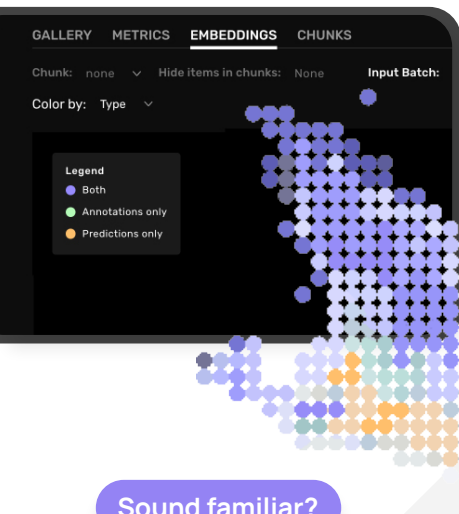 GALLERY METRICS EMBEDDINGS CHUNKS
Chunk: none Hide items in chunks: None Input Batch:
Color by: Type
Legend
Both
Annotations only
Predictions only
Sound familiar?